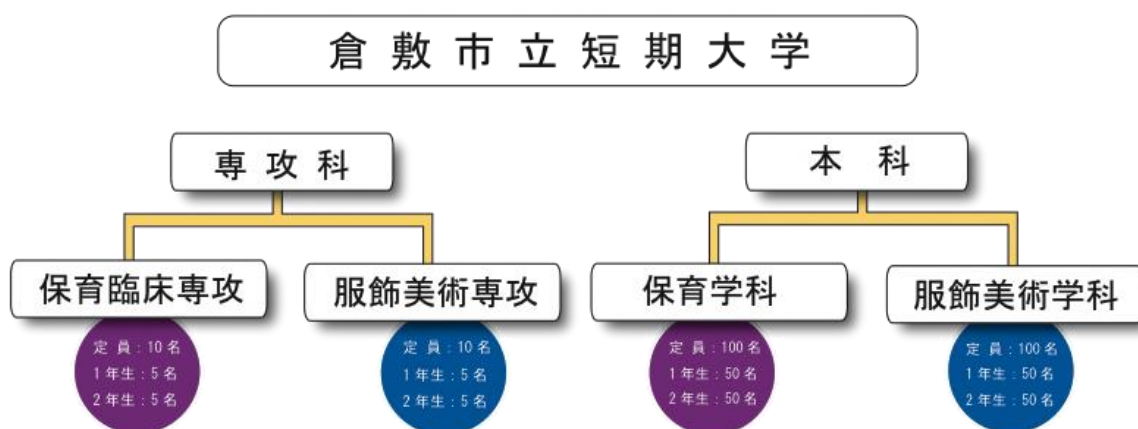 倉敷市立短期大学
専攻科
本科
保育臨床専攻
服飾美術専攻
保育学科
服飾美術学科
定員:10名
1年生:5名
2年生:5名
定員:10名
1年生:5名
2年生:5名
定員:100名
1年生:50名
2年生:50名
定員:100名
1年生:50名
2年生:50名